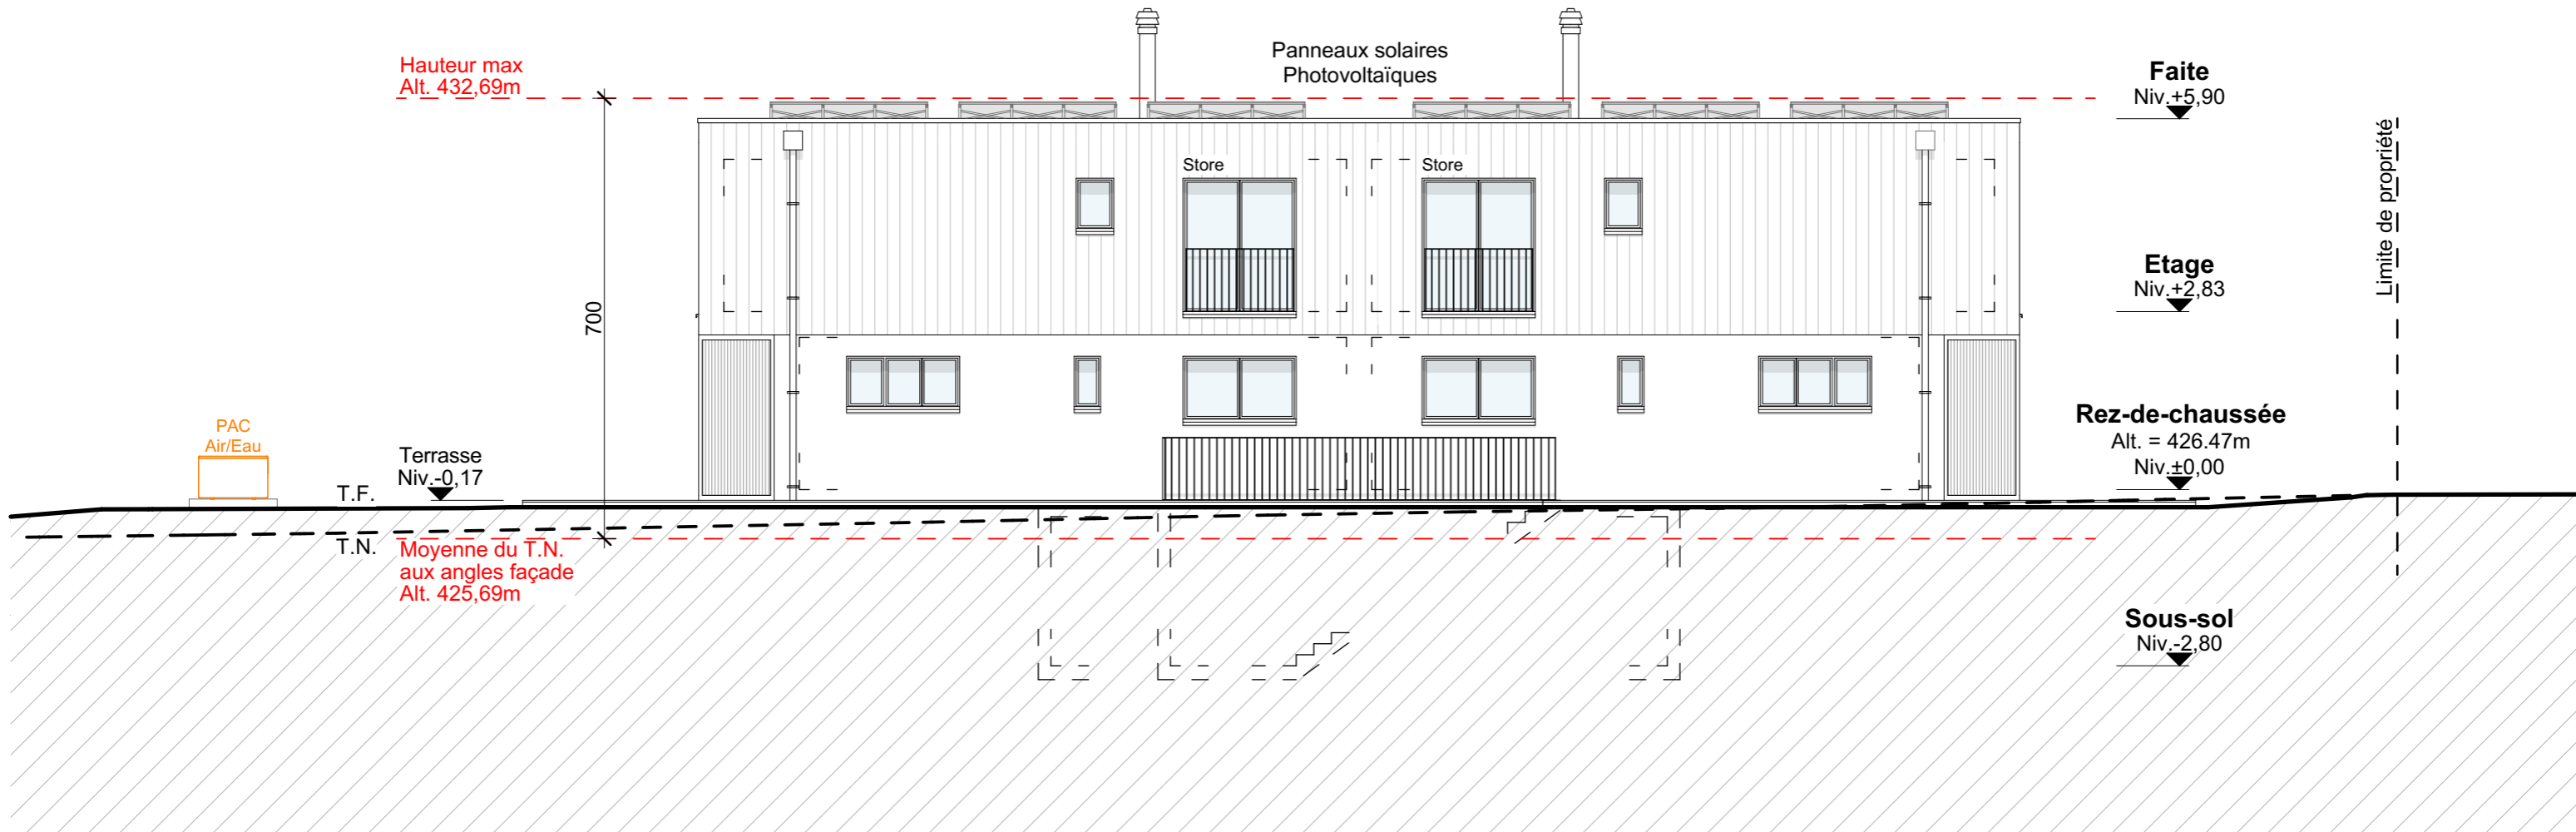 Hauteur max
Alt. 432,69m
Panneaux solaires
Photovoltaïques
Faite
Niv.+5,90
Limite de propriété
Store
Store
Etage
Niv.+2,83
700
Rez-de-chaussée
Alt. = 426.47m
Niv.±0,00
PAC
Air/Eau
Terrasse
Niv.-0,17
T.F.
T.N.
Moyenne du T.N.
aux angles façade
Alt. 425,69m
Sous-sol
Niv.-2,80